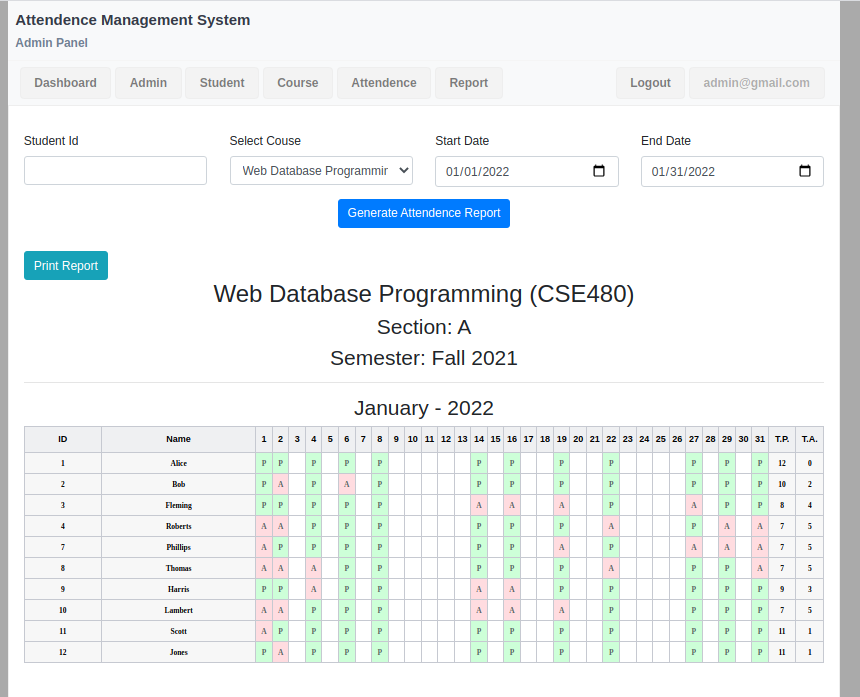 Attendence Management System
Admin Panel
Dashboard Admin Student Course Attendence Report Logout admin@gmail.com
Student Id Select Couse Start Date End Date
Web Database Programmir 01/01/2022 01/31/2022
Generate Attendence Report
Print Report
Web Database Programming (CSE480)
Section: A
Semester: Fall 2021
January - 2022
ID Name 1 2 3 4 5 6 7 8 9 10 11 12 13 14 15 16 17 18 19 20 21 22 23 24 25 26 27 28 29 30 31 T.P. T.A.
1 Alice P P P P P P P P P P P P 12 0
2 Bob P A P A P P P P P P P P 10 2
3 Fleming P P P P P A A A P A P P 8 4
4 Roberts A A P P P P P P A P A A 7 5
7 Phillips A P P P P P P A P A A A 7 5
8 Thomas A A A P P P P P A P P A 7 5
9 Harris P P A P P A A P P P P P 9 3
10 Lambert A A P P P A A A P P P P 7 5
11 Scott A P P P P P P P P P P P 11 1
12 Jones P A P P P P P P P P P P 11 1